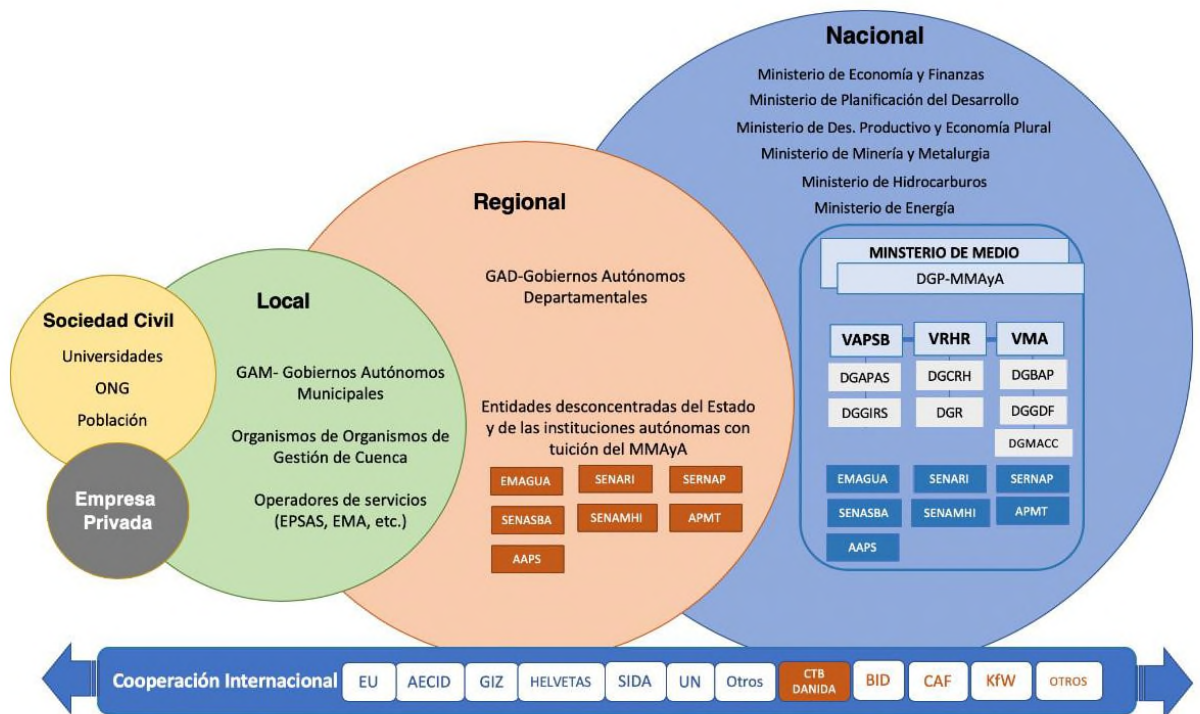 Nacional
Ministerio de Economía y Finanzas
Ministerio de Planificación del Desarrollo
Ministerio de Des. Productivo y Economía Plural
Ministerio de Minería y Metalurgia
Ministerio de Hidrocarburos
Ministerio de Energía
MINSTERIO DE MEDIO
DGP-MMAyA
VAPSB
VRHR
VMA
DGAPAS
DGCRH
DGBAP
DGGIRS
DGR
DGGDF
DGMACC
EMAGUA
SENARI
SERNAP
SENASBA
SENAMHI
APMT
AAPS
Regional
GAD-Gobiernos Autónomos
Departamentales
Entidades desconcentradas del Estado
y de las instituciones autónomas con
tuición del MMAyA
EMAGUA
SENARI
SERNAP
SENASBA
SENAMHI
APMT
AAPS
Local
GAM- Gobiernos Autónomos
Municipales
Organismos de Organismos de
Gestión de Cuenca
Operadores de servicios
(EPSAS, EMA, etc.)
Sociedad Civil
Universidades
ONG
Población
Empresa
Privada
Cooperación Internacional
EU
AECID
GIZ
HELVETAS
SIDA
UN
Otros
CTB
DANIDA
BID
CAF
KfW
OTROS